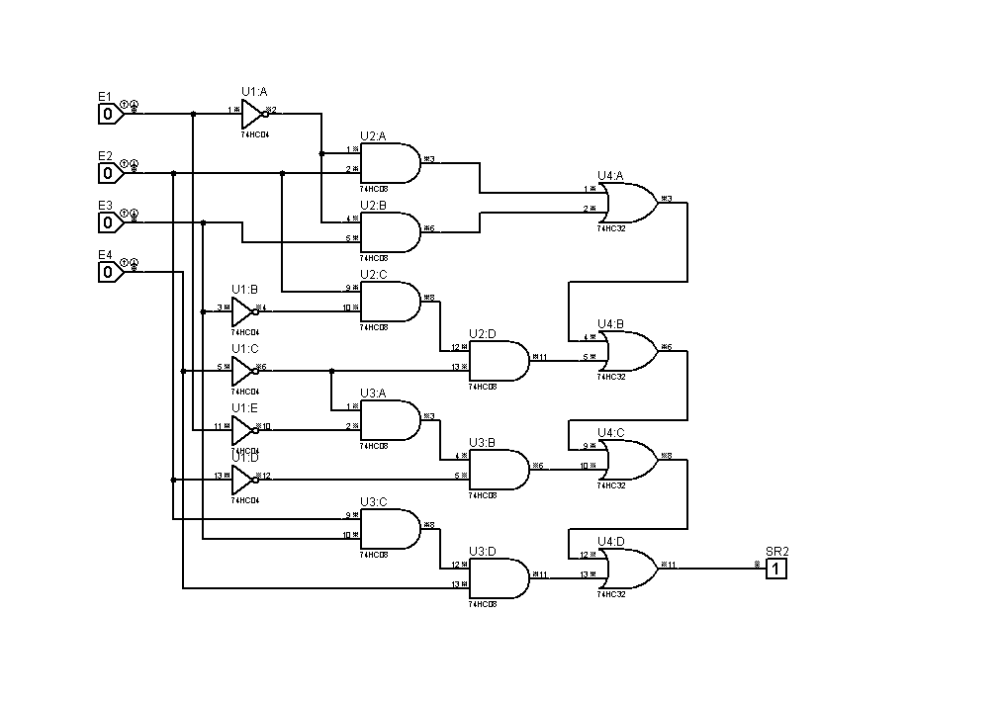 E1
0
1
U1:A
2
74HC04
E2
0
U2:A
1
2
3
74HC08
U4:A
1
2
3
74HC32
E3
0
U2:B
4
5
6
74HC08
E4
0
U2:C
9
10
8
74HC08
U1:B
3
4
74HC04
U4:B
4
5
6
74HC32
U2:D
12
13
11
74HC08
U1:C
5
6
74HC04
U3:A
1
2
3
74HC08
U1:E
11
10
74HC04
U4:C
9
10
8
74HC32
U3:B
4
5
6
74HC08
U1:D
13
12
74HC04
U3:C
9
10
8
74HC08
U4:D
12
13
11
74HC32
U3:D
12
13
11
74HC08
SR2
1